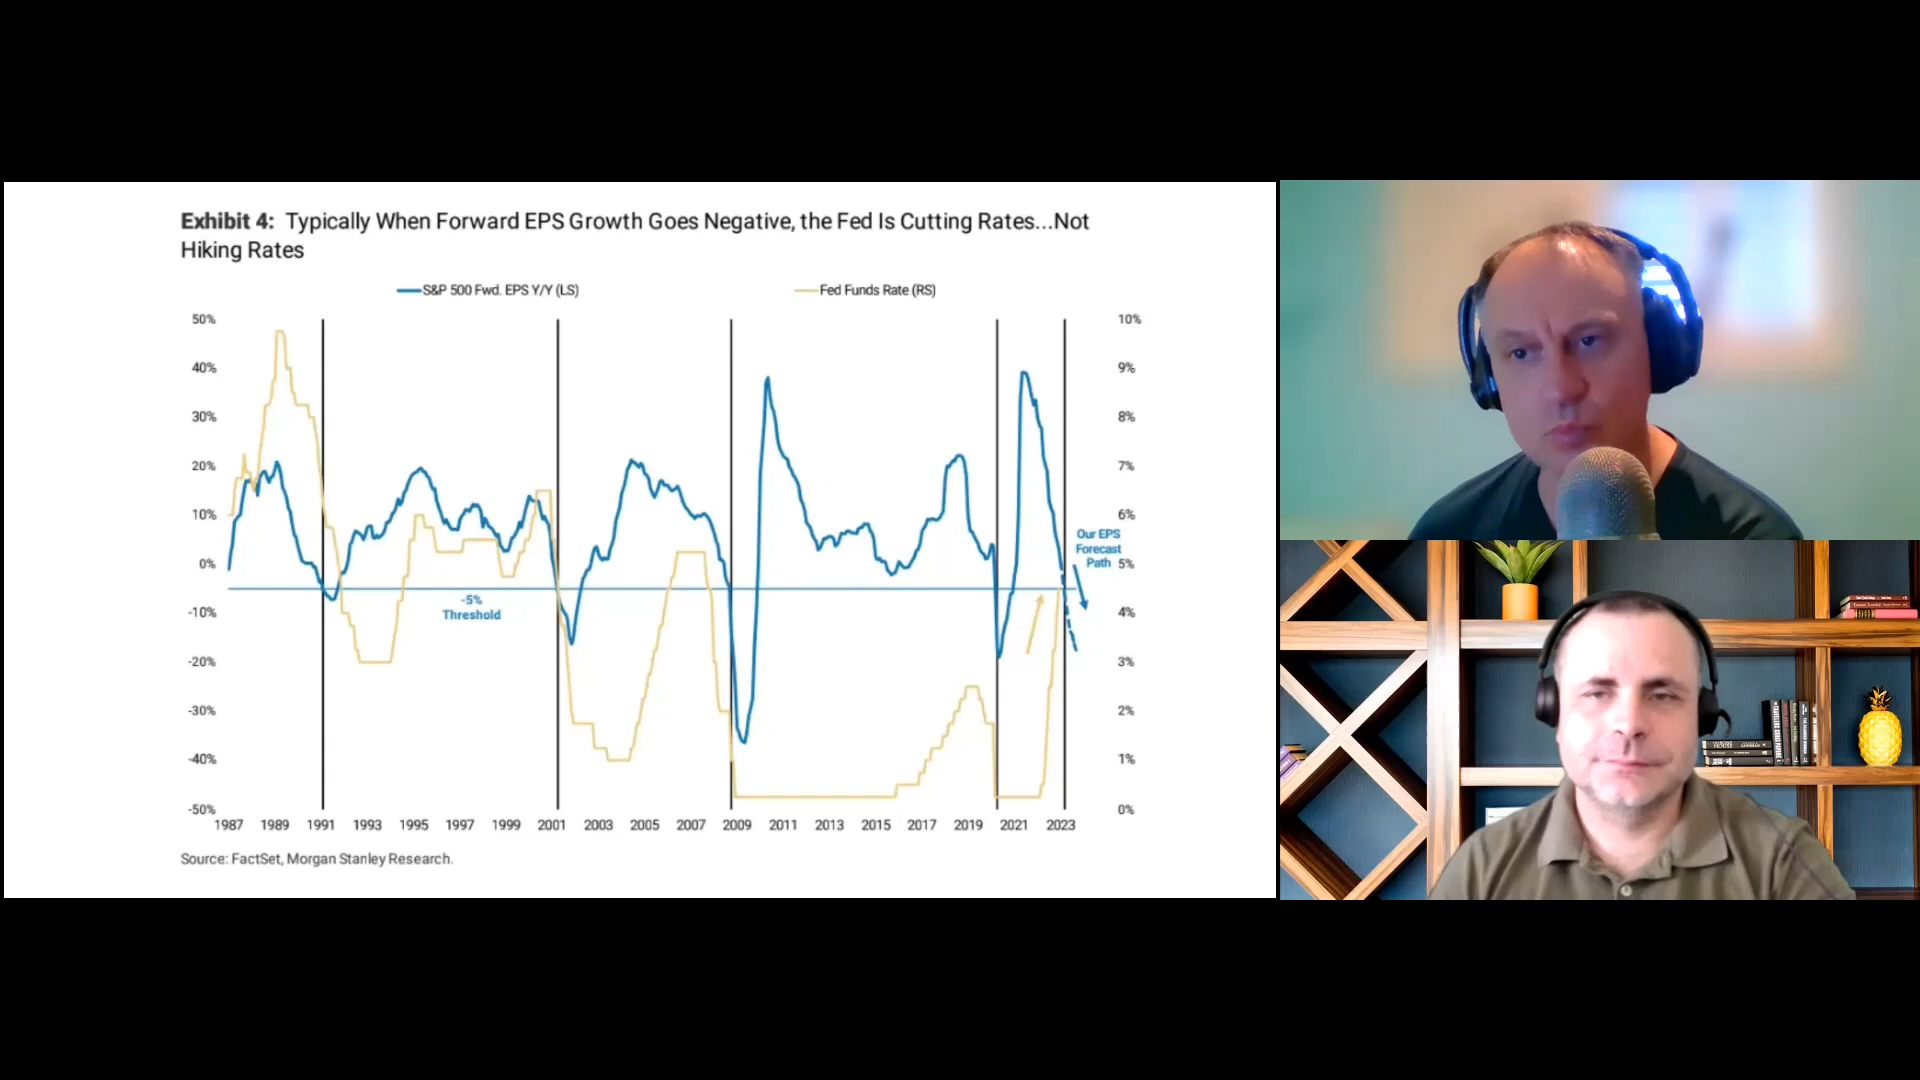 Exhibit 4: Typically When Forward EPS Growth Goes Negative, the Fed Is Cutting Rates...Not
Hiking Rates
S&P 500 Fwd. EPS Y/Y (LS)
Fed Funds Rate (RS)
50%
40%
30%
20%
10%
0%
-10%
-20%
-30%
-40%
-50%
10%
9%
8%
7%
6%
5%
4%
3%
2%
1%
0%
-5%
Threshold
Our EPS
Forecast
Path
1987 1989 1991 1993 1995 1997 1999 2001 2003 2005 2007 2009 2011 2013 2015 2017 2019 2021 2023
Source: FactSet, Morgan Stanley Research.